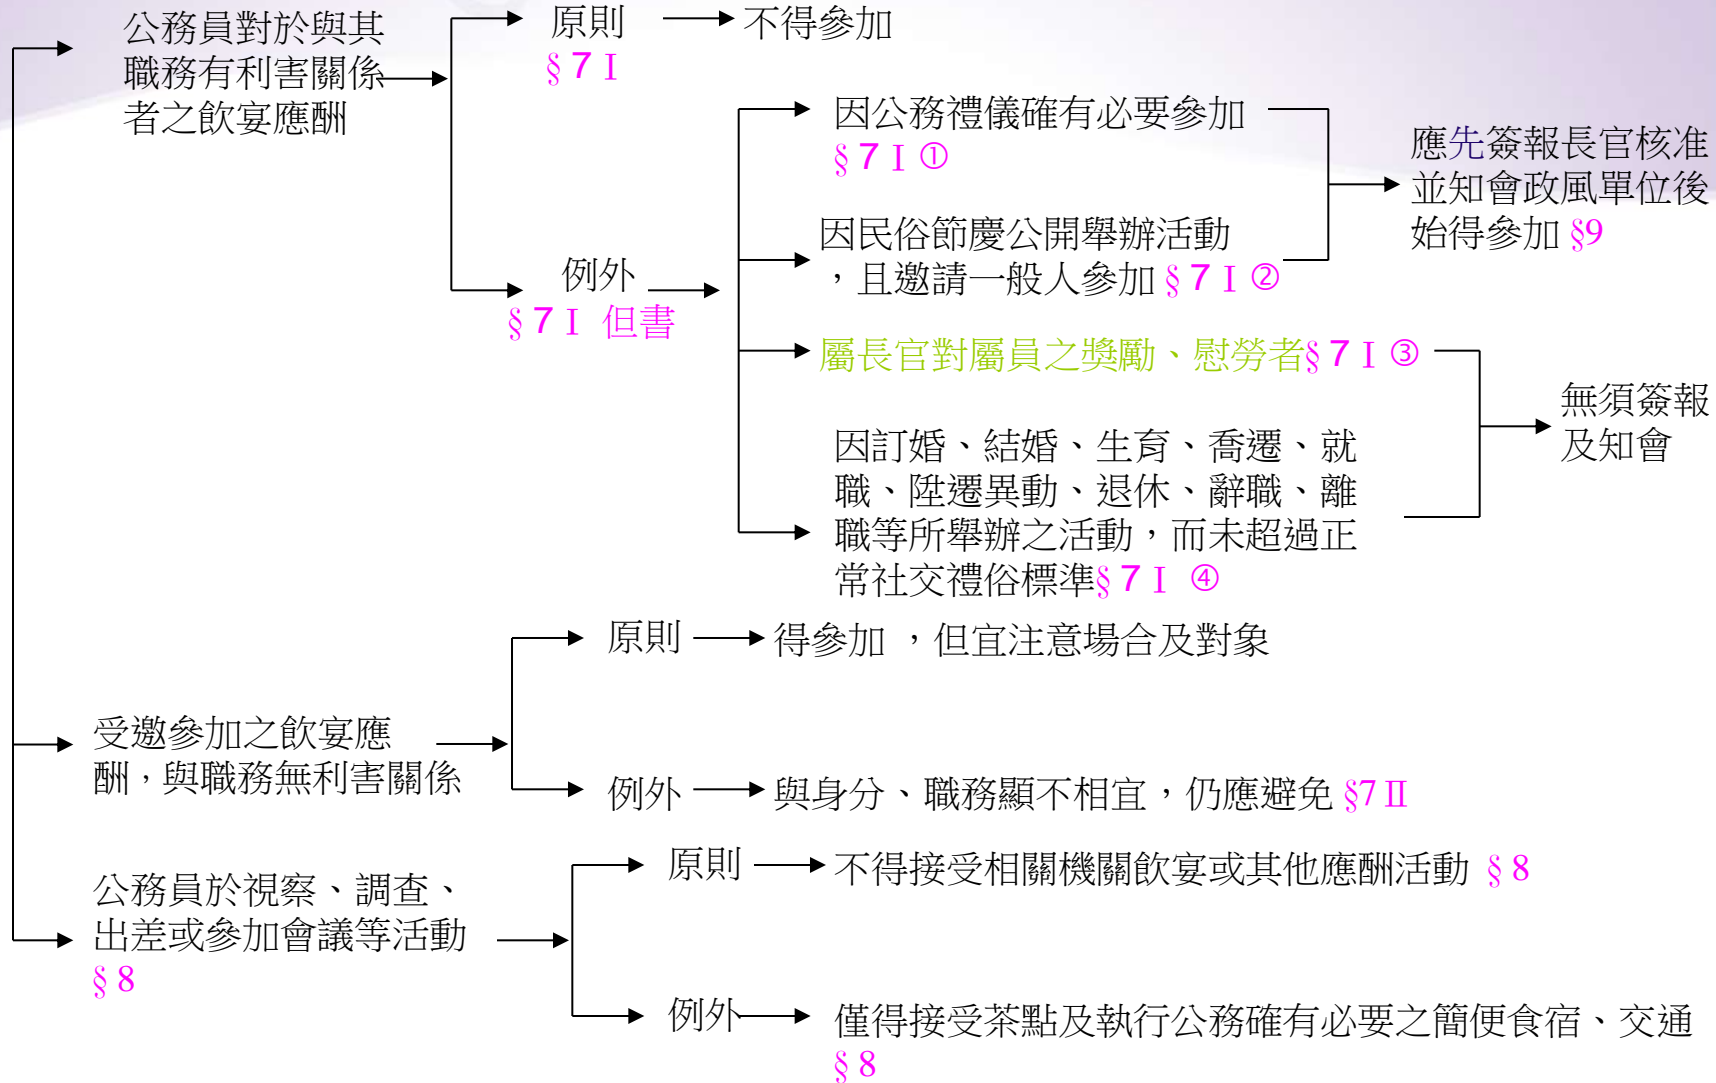 公務員對於與其
職務有利害關係
者之飲宴應酬
原則
§7Ⅰ
不得參加
例外
§7Ⅰ 但書
因公務禮儀確有必要參加
§7Ⅰ①
因民俗節慶公開舉辦活動
，且邀請一般人參加§7Ⅰ②
應先簽報長官核准
並知會政風單位後
始得參加 §9
屬長官對屬員之獎勵、慰勞者§7Ⅰ③
因訂婚、結婚、生育、喬遷、就
職、陞遷異動、退休、辭職、離
職等所舉辦之活動，而未超過正
常社交禮俗標準§7Ⅰ ④
無須簽報
及知會
受邀參加之飲宴應
酬，與職務無利害關係
原則
得參加 ，但宜注意場合及對象
例外
與身分、職務顯不相宜，仍應避免 §7Ⅱ
公務員於視察、調查、
出差或參加會議等活動
§8
原則
不得接受相關機關飲宴或其他應酬活動 §8
例外
僅得接受茶點及執行公務確有必要之簡便食宿、交通
§8